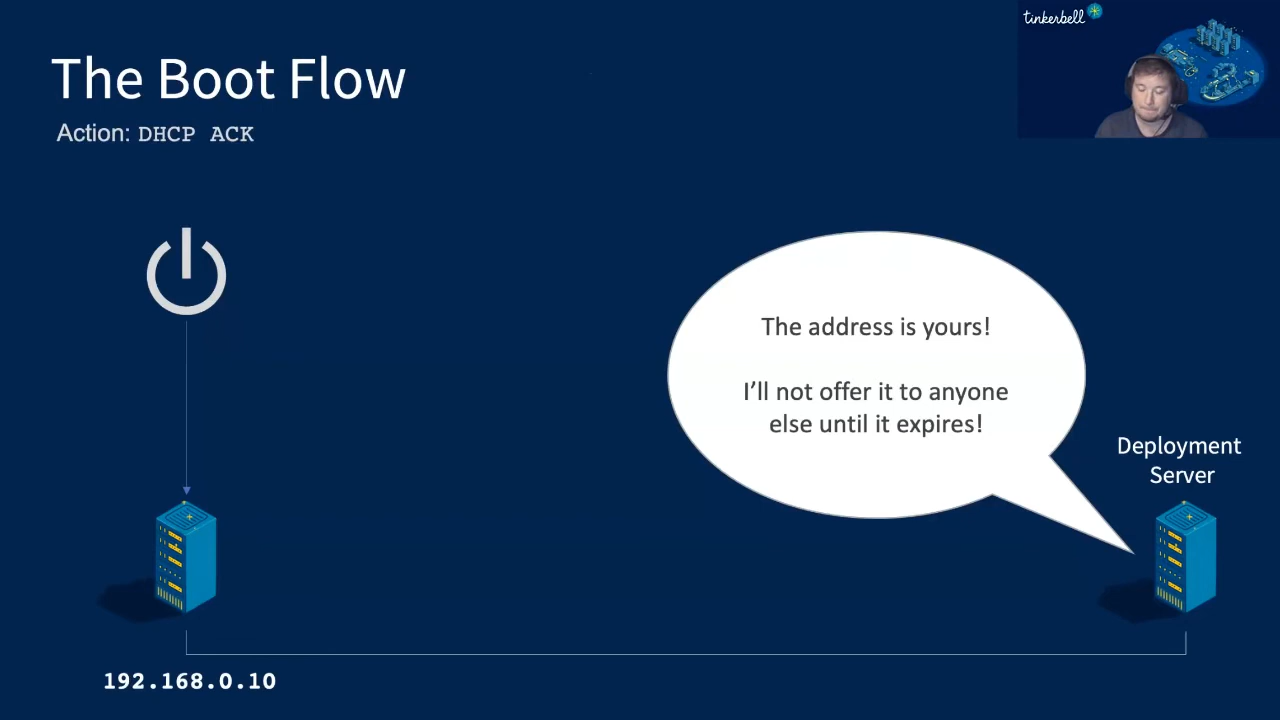 tinkerbell
The Boot Flow
Action: DHCP ACK
The address is yours!
I’ll not offer it to anyone
else until it expires!
Deployment
Server
192.168.0.10